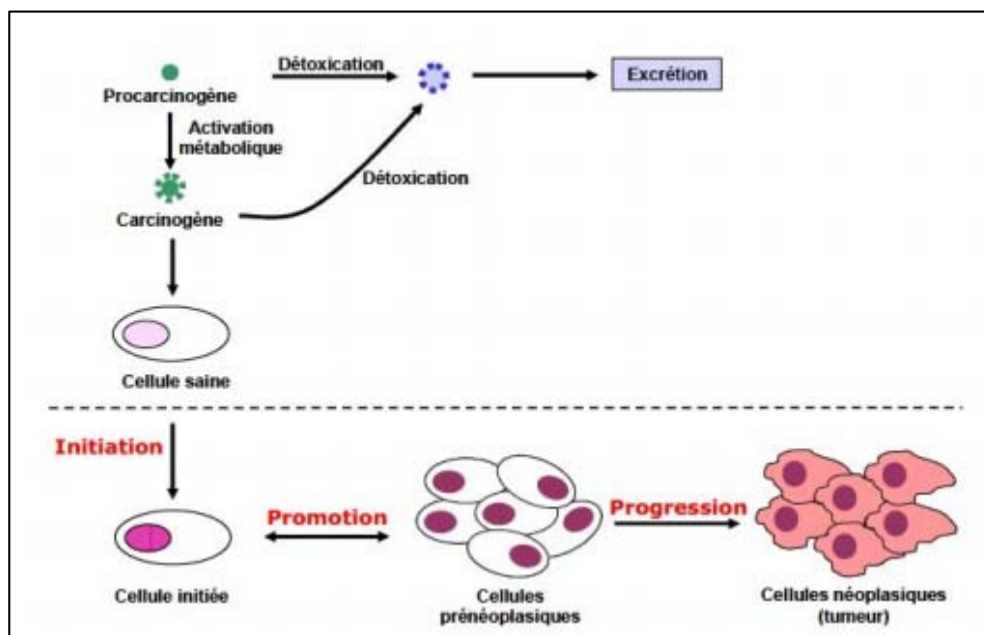 Détoxication
Excrétion
Procarcinogène
Activation
métabolique
Détoxication
Carcinogène
Cellule saine
Initiation
Promotion
Progression
Cellule initiée
Cellules
prénéoplasiques
Cellules néoplasiques
(tumeur)